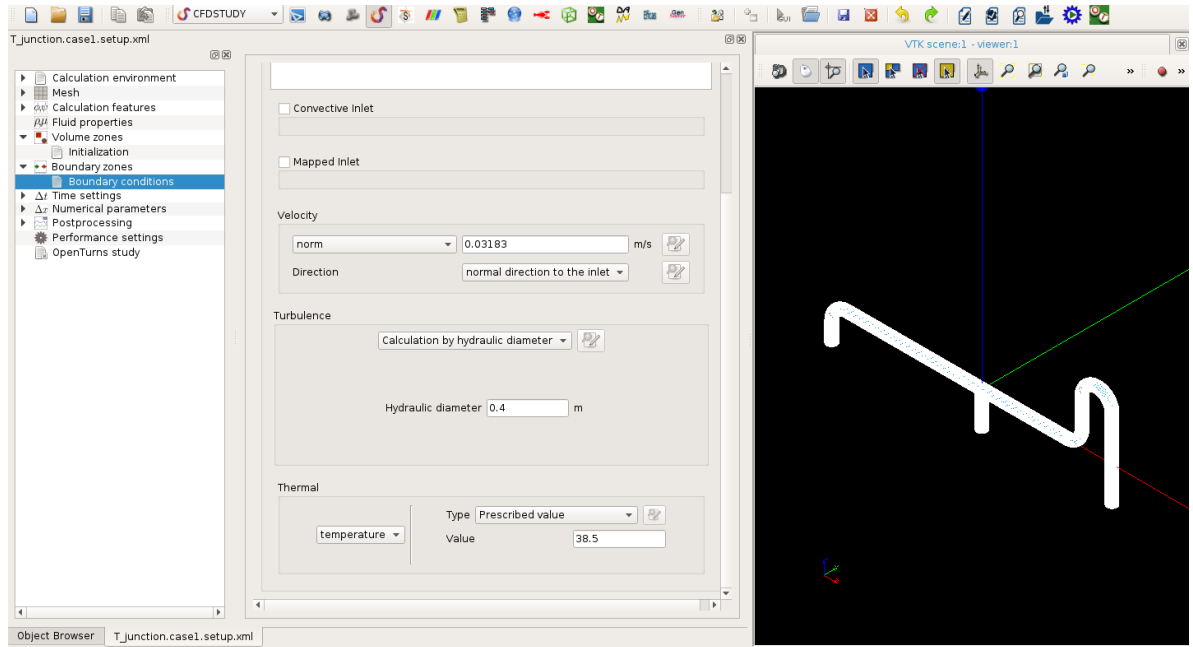 CFDSTUDY
T_junction.case1.setup.xml
Calculation environment
Mesh
Calculation features
Fluid properties
Volume zones
Initialization
Boundary zones
Boundary conditions
Δt Time settings
Δx Numerical parameters
Postprocessing
Performance settings
OpenTurns study
Convective Inlet
Mapped Inlet
Velocity
norm 0.03183 m/s
Direction normal direction to the inlet
Turbulence
Calculation by hydraulic diameter
Hydraulic diameter 0.4 m
Thermal
Type Prescribed value
temperature
Value 38.5
Object Browser T_junction.case1.setup.xml
VTK scene:1 - viewer:1
» »